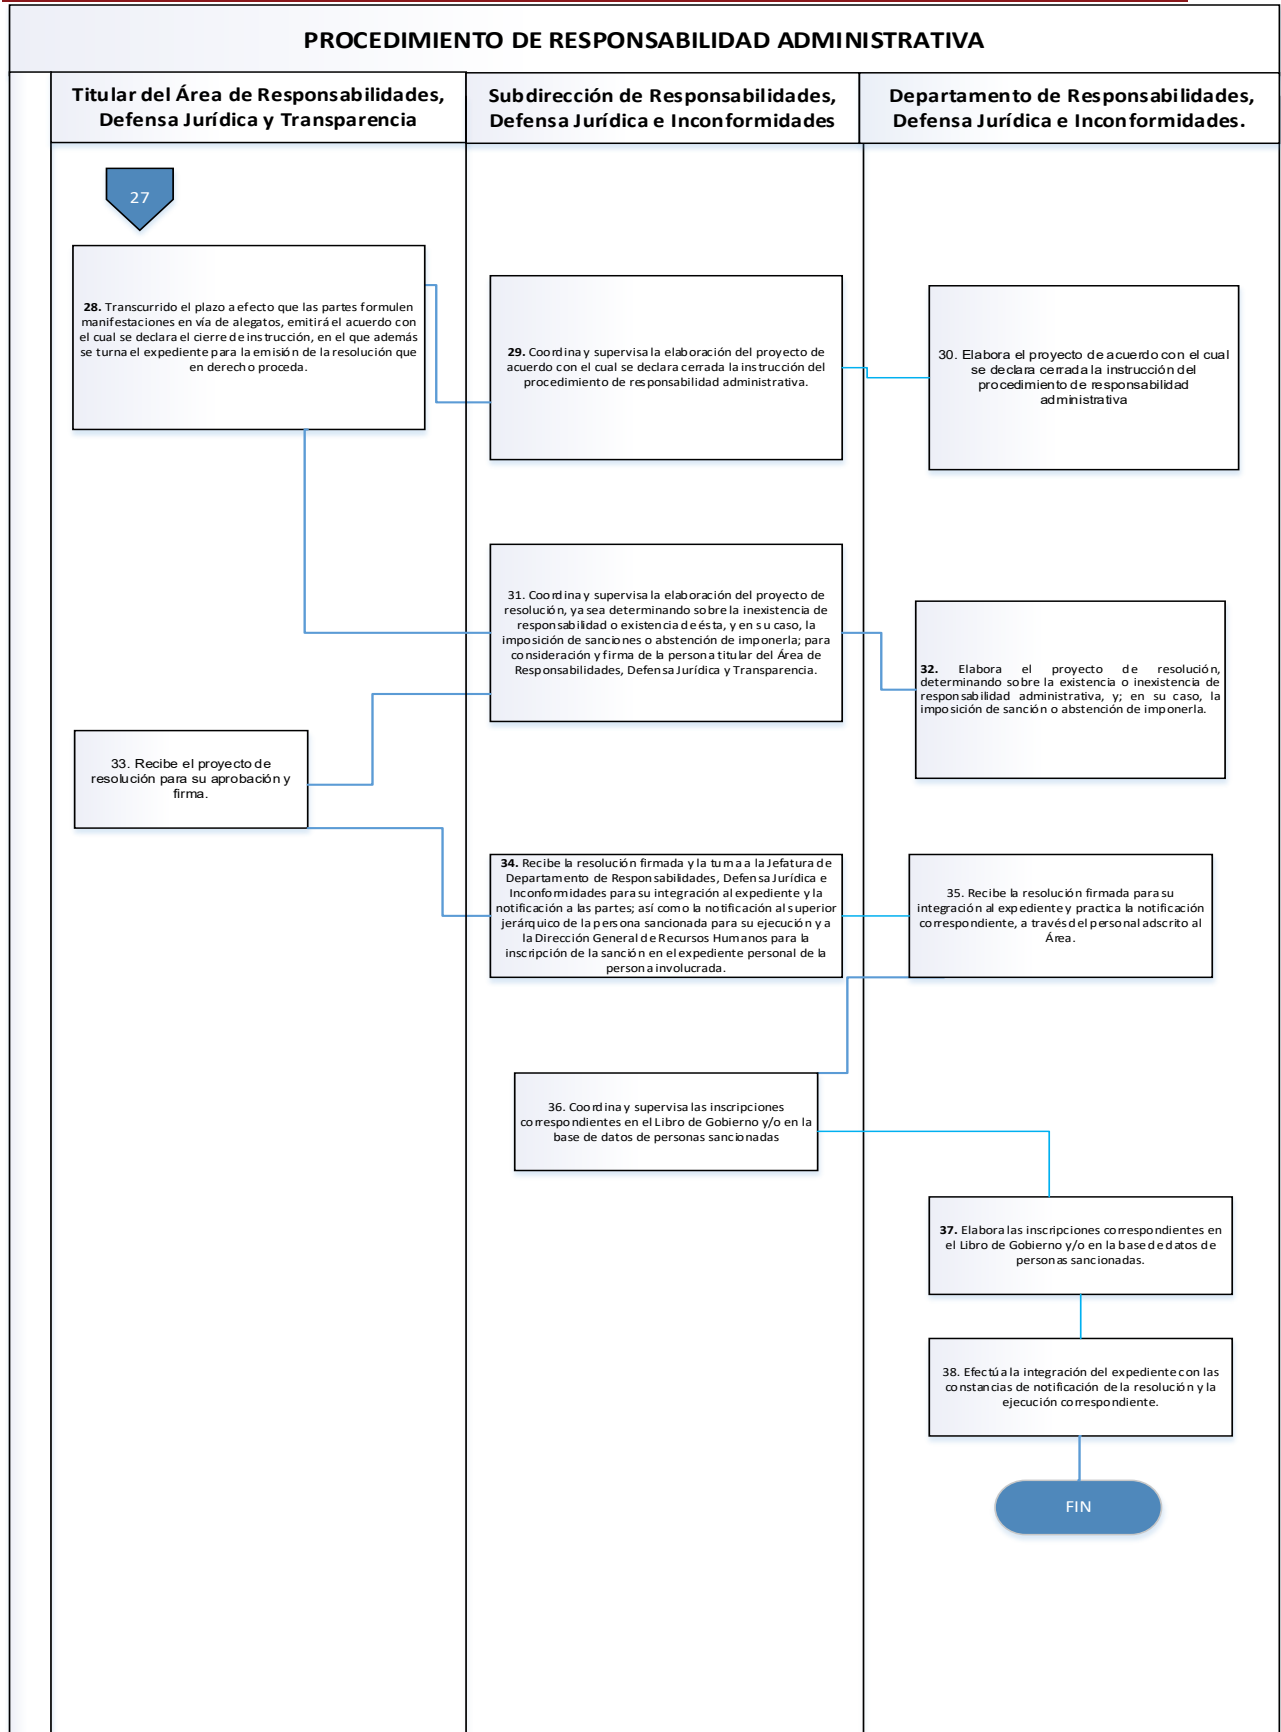 PROCEDIMIENTO DE RESPONSABILIDAD ADMINISTRATIVA
Titular del Área de Responsabilidades,
Defensa Jurídica y Transparencia
Subdirección de Responsabilidades,
Defensa Jurídica e Inconformidades
Departamento de Responsabilidades,
Defensa Jurídica e Inconformidades.
27
28. Transcurrido el plazo a efecto que las partes formulen
manifestaciones en vía de alegatos, emitirá el acuerdo con
el cual se declara el cierre de instrucción, en el que además
se turna el expediente para la emisión de la resolución que
en derecho proceda.
29. Coordina y supervisa la elaboración del proyecto de
acuerdo con el cual se declara cerrada la instrucción del
procedimiento de responsabilidad administrativa.
30. Elabora el proyecto de acuerdo con el cual
se declara cerrada la instrucción del
procedimiento de responsabilidad
administrativa
31. Coordina y supervisa la elaboración del proyecto de
resolución, ya sea determinando sobre la inexistencia de
responsabilidad o existencia de ésta, y en su caso, la
imposición de sanciones o abstención de imponerla; para
consideración y firma de la persona titular del Área de
Responsabilidades, Defensa Jurídica y Transparencia.
32. Elabora el proyecto de resolución,
determinando sobre la existencia o inexistencia de
responsabilidad administrativa, y; en su caso, la
imposición de sanción o abstención de imponerla.
33. Recibe el proyecto de
resolución para su aprobación y
firma.
34. Recibe la resolución firmada y la turna a la Jefatura de
Departamento de Responsabilidades, Defensa Jurídica e
Inconformidades para su integración al expediente y la
notificación a las partes; así como la notificación al superior
jerárquico de la persona sancionada para su ejecución y a
la Dirección General de Recursos Humanos para la
inscripción de la sanción en el expediente personal de la
persona involucrada.
35. Recibe la resolución firmada para su
integración al expediente y practica la notificación
correspondiente, a través del personal adscrito al
Área.
36. Coordina y supervisa las inscripciones
correspondientes en el Libro de Gobierno y/o en la
base de datos de personas sancionadas
37. Elabora las inscripciones correspondientes en
el Libro de Gobierno y/o en la base de datos de
personas sancionadas.
38. Efectúa la integración del expediente con las
constancias de notificación de la resolución y la
ejecución correspondiente.
FIN